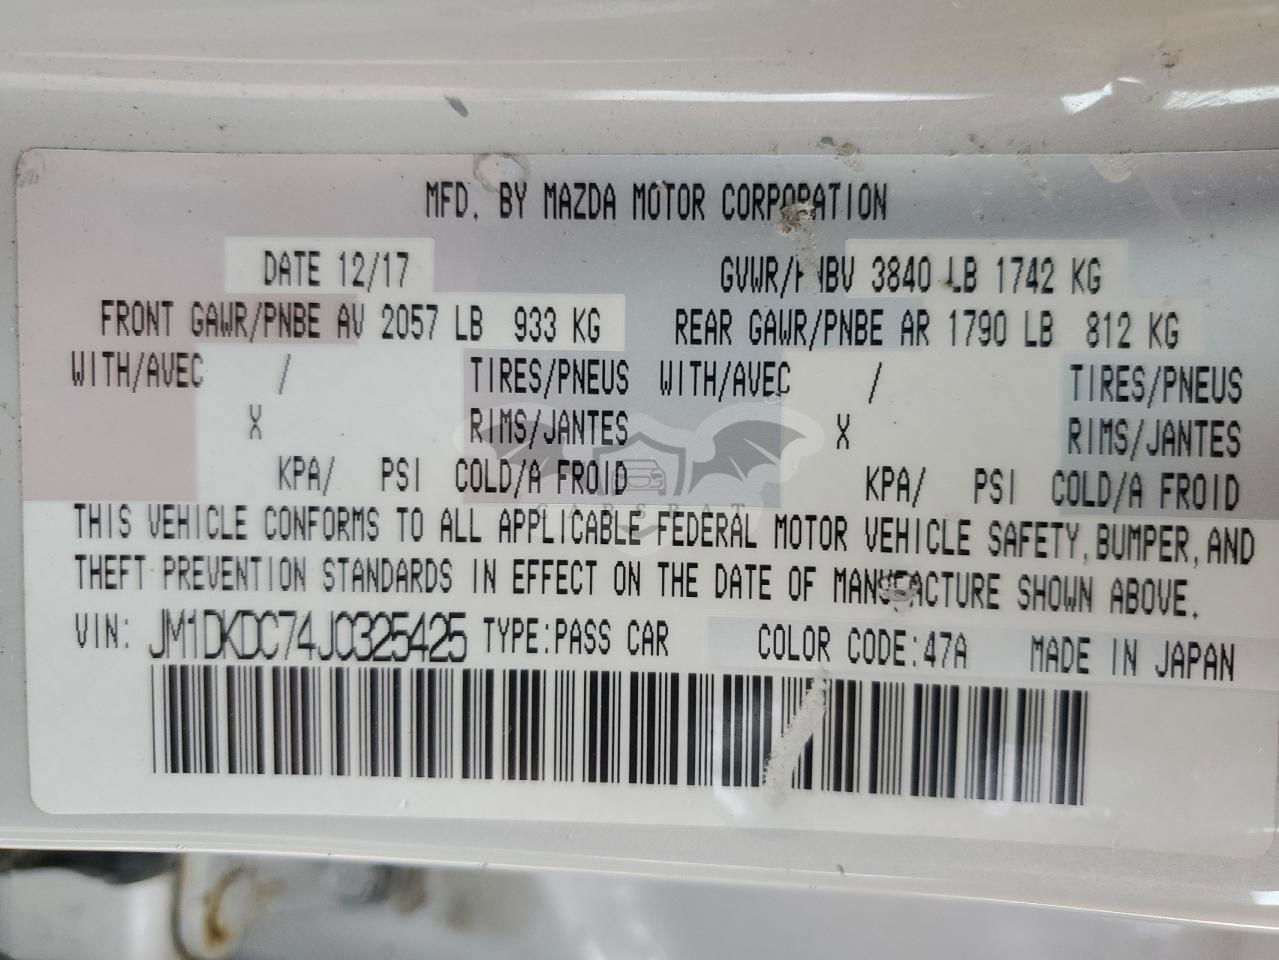 MFD. BY MAZDA MOTOR CORPORATION
DATE 12/17 GVWR/PNBV 3840 LB 1742 KG
FRONT GAWR/PNBE AV 2057 LB 933 KG REAR GAWR/PNBE AR 1790 LB 812 KG
WITH/AVEC / TIRES/PNEUS WITH/AVEC / TIRES/PNEUS
X RIMS/JANTES X RIMS/JANTES
KPA/ PSI COLD/A FROID KPA/ PSI COLD/A FROID
CARSBAT
THIS VEHICLE CONFORMS TO ALL APPLICABLE FEDERAL MOTOR VEHICLE SAFETY, BUMPER, AND
THEFT PREVENTION STANDARDS IN EFFECT ON THE DATE OF MANUFACTURE SHOWN ABOVE.
VIN: JM1DKDC74J0325425 TYPE:PASS CAR COLOR CODE:47A MADE IN JAPAN